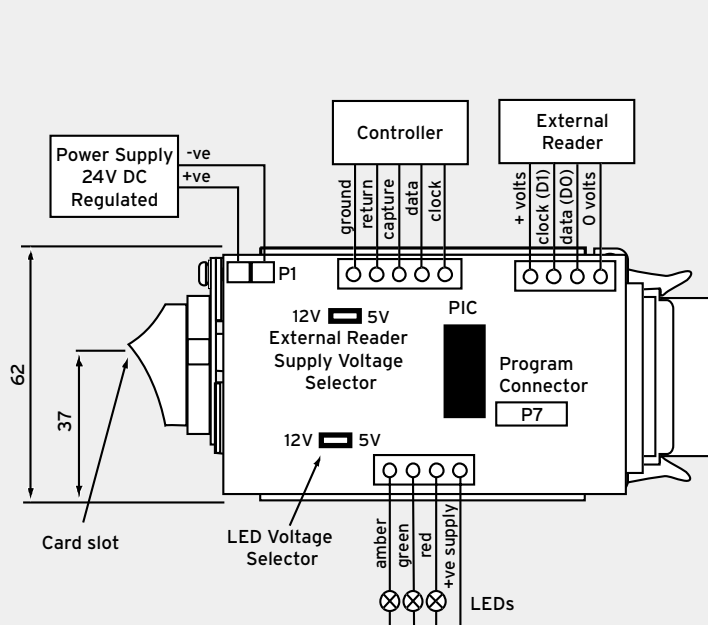 Controller
External
Reader
Power Supply
24V DC
Regulated
-ve
+ve
ground
return
capture
data
clock
+ volts
clock (D1)
data (D0)
0 volts
P1
12V 5V
External Reader
Supply Voltage
Selector
PIC
Program
Connector
P7
62
37
12V 5V
Card slot
LED Voltage
Selector
amber
green
red
+ve supply
LEDs